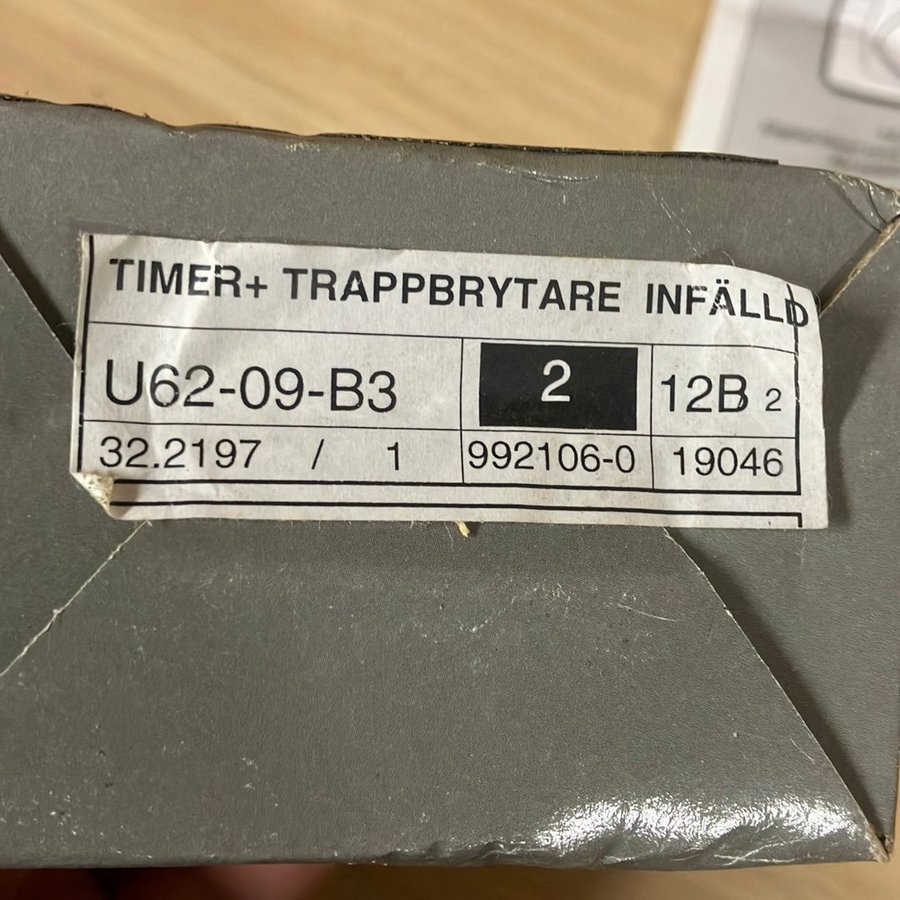 TIMER+ TRAPPBRYTARE INFÄLLD
U62-09-B3 2 12B 2
32.2197 / 1 992106-0 19046